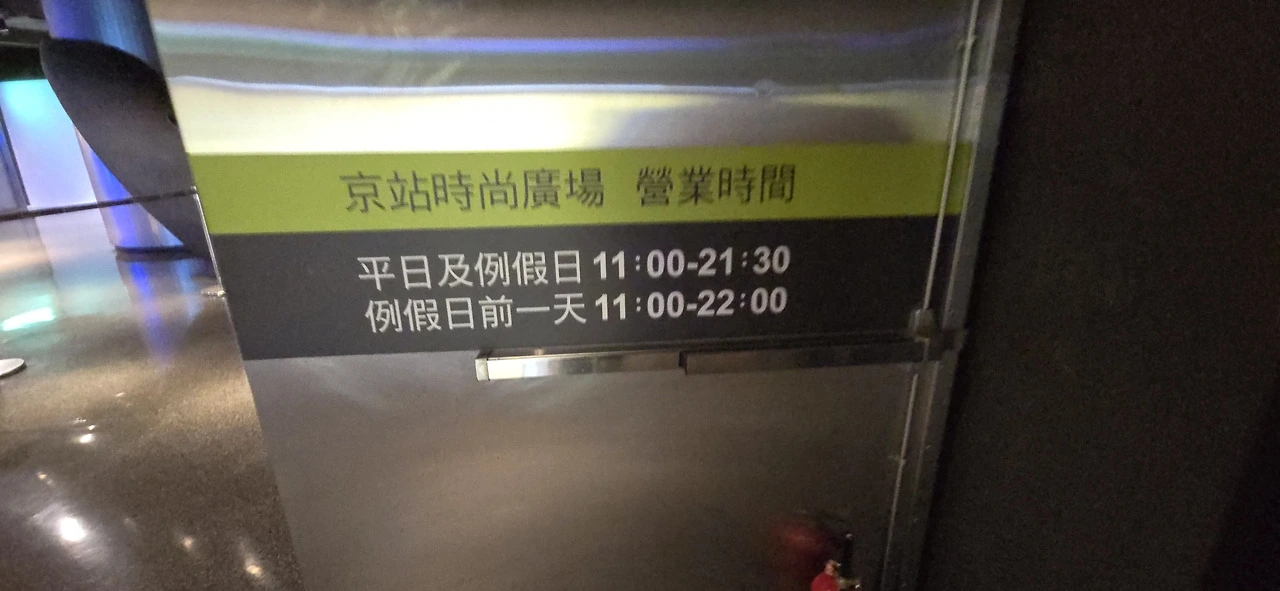 京站時尚廣場 營業時間
平日及例假日 11:00-21:30
例假日前一天 11:00-22:00